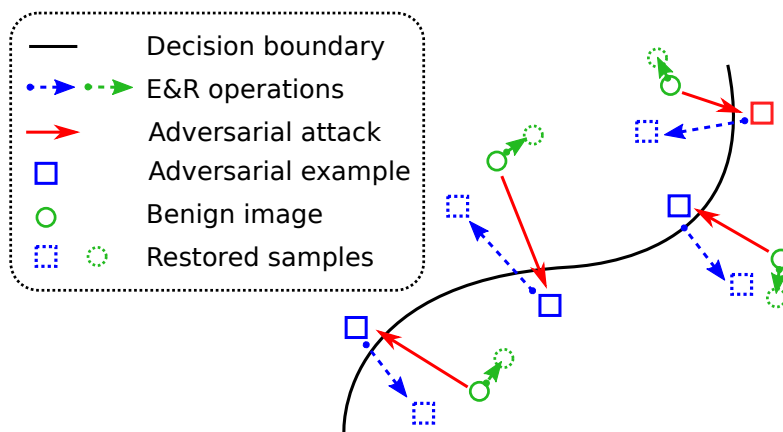 Decision boundary
E&R operations
Adversarial attack
Adversarial example
Benign image
Restored samples